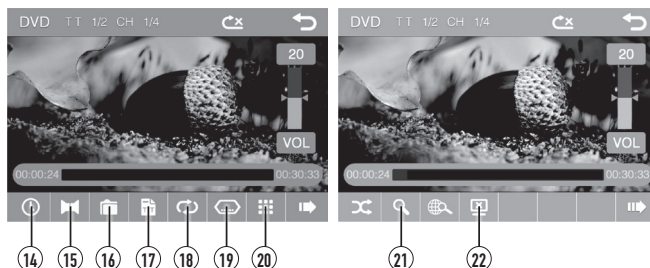 DVD TT 1/2 CH 1/4
20
VOL
00:00:24 00:30:33
14 15 16 17 18 19 20
DVD TT 1/2 CH 1/4
20
VOL
00:00:24 00:30:33
21 22